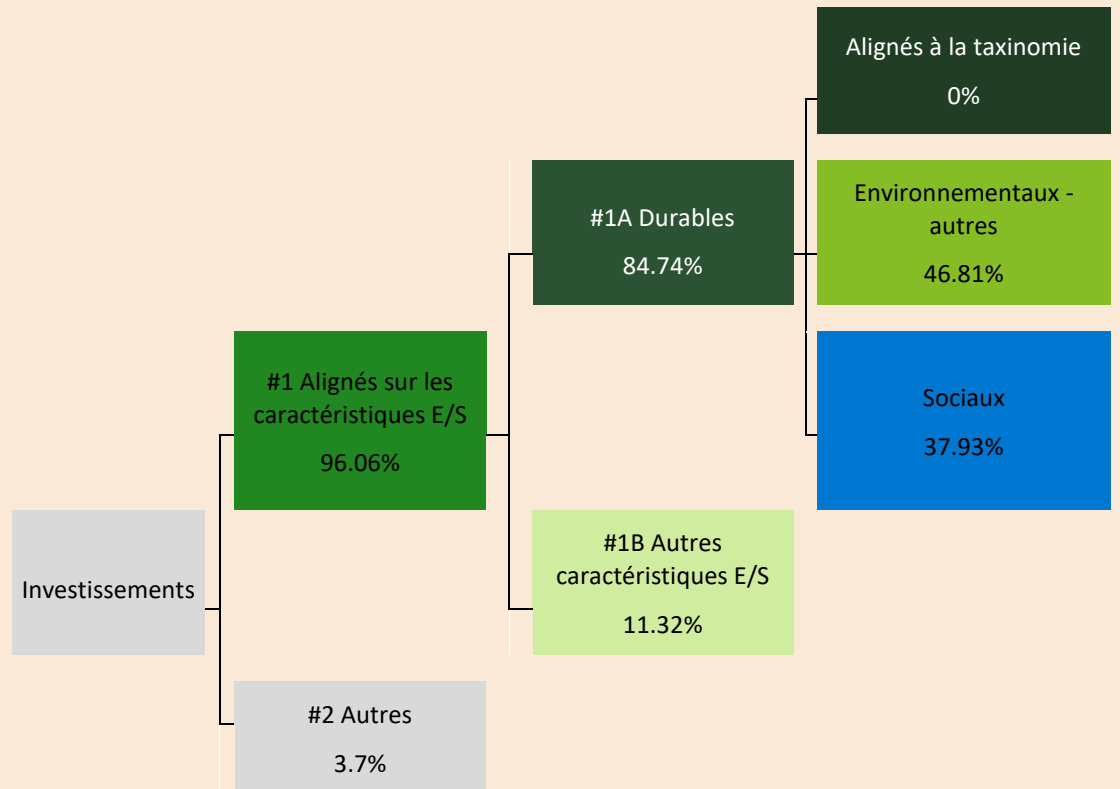 Alignés à la taxinomie
0%
Environnementaux -
autres
46.81%
#1A Durables
84.74%
Sociaux
37.93%
#1 Alignés sur les
caractéristiques E/S
96.06%
#1B Autres
caractéristiques E/S
11.32%
Investissements
#2 Autres
3.7%